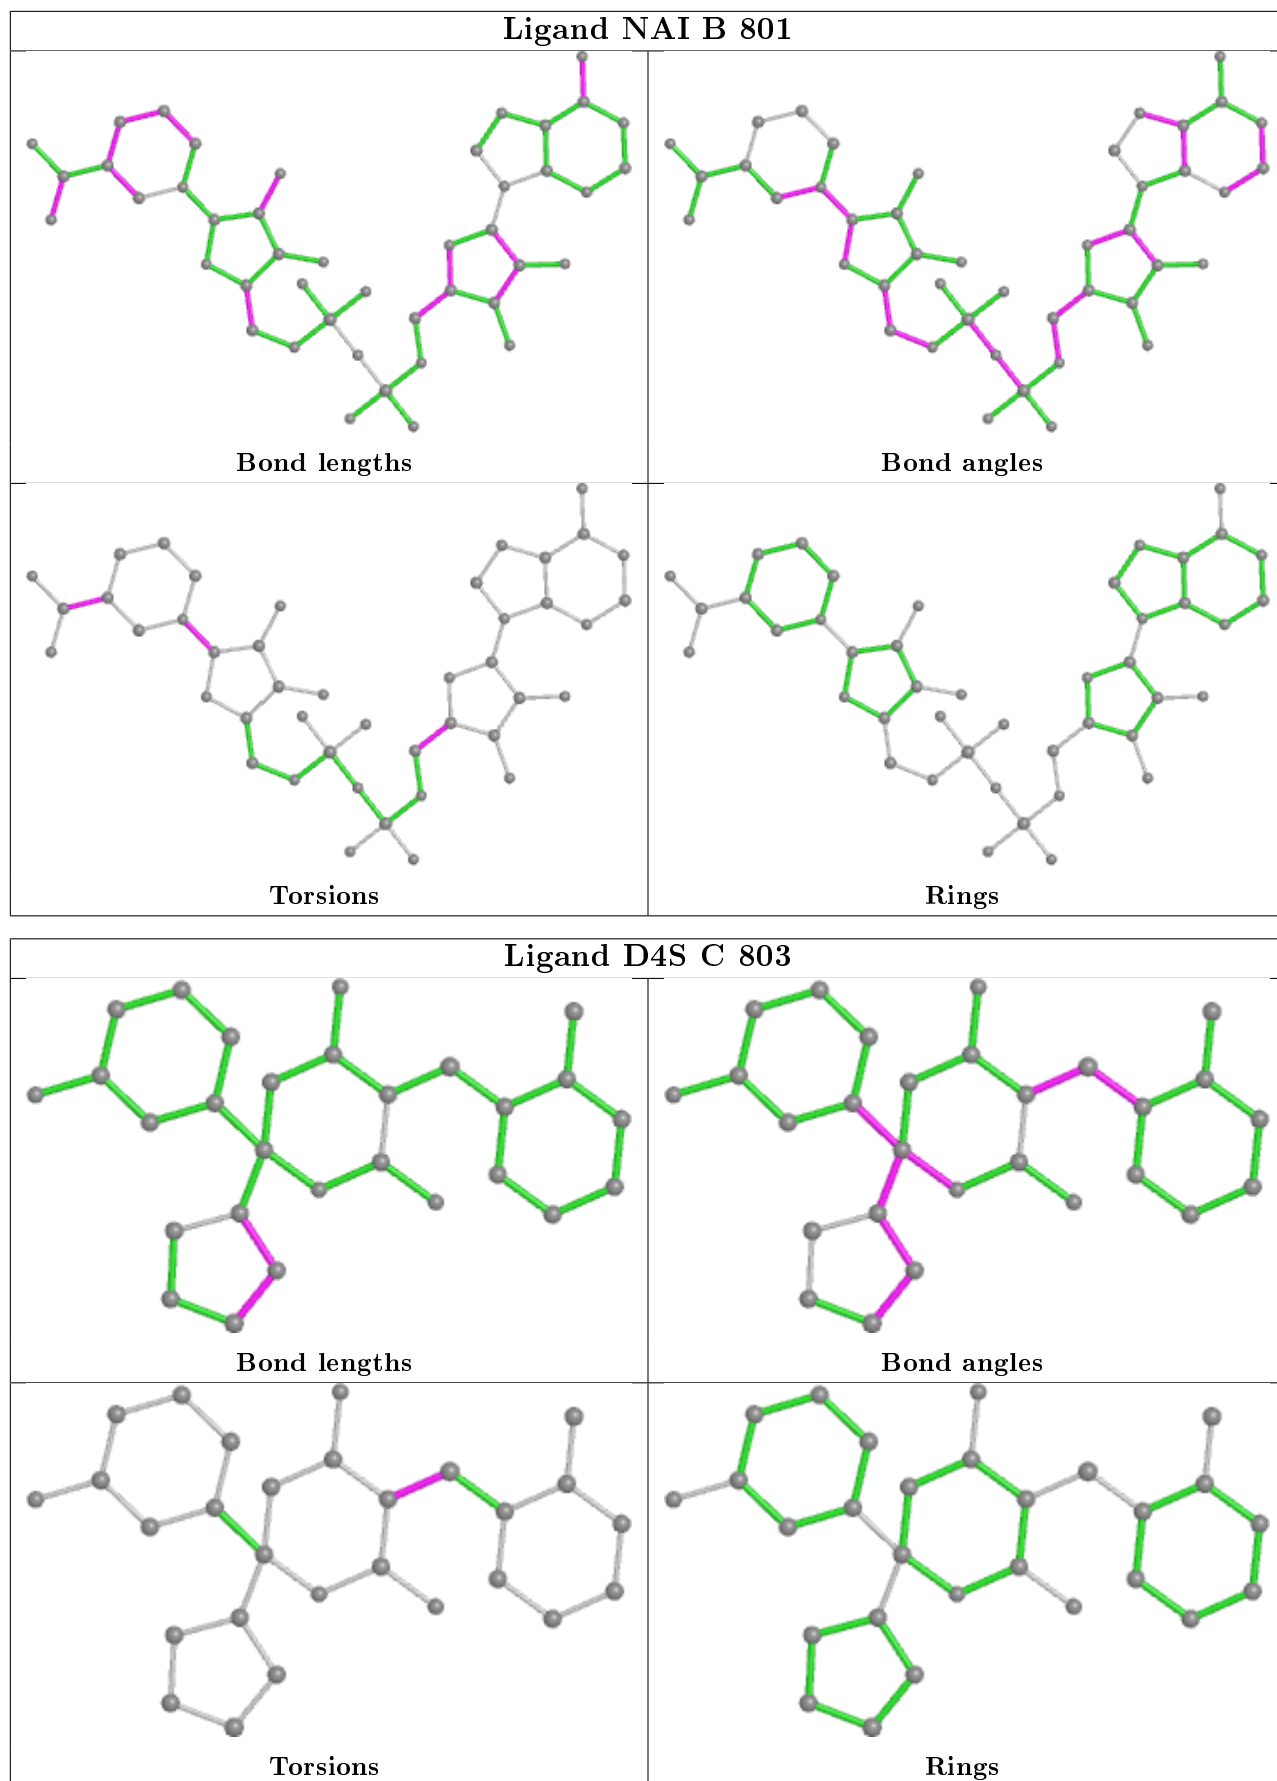 Ligand NAI B 801
Bond lengths
Bond angles
Torsions
Rings
Ligand D4S C 803
Bond lengths
Bond angles
Torsions
Rings